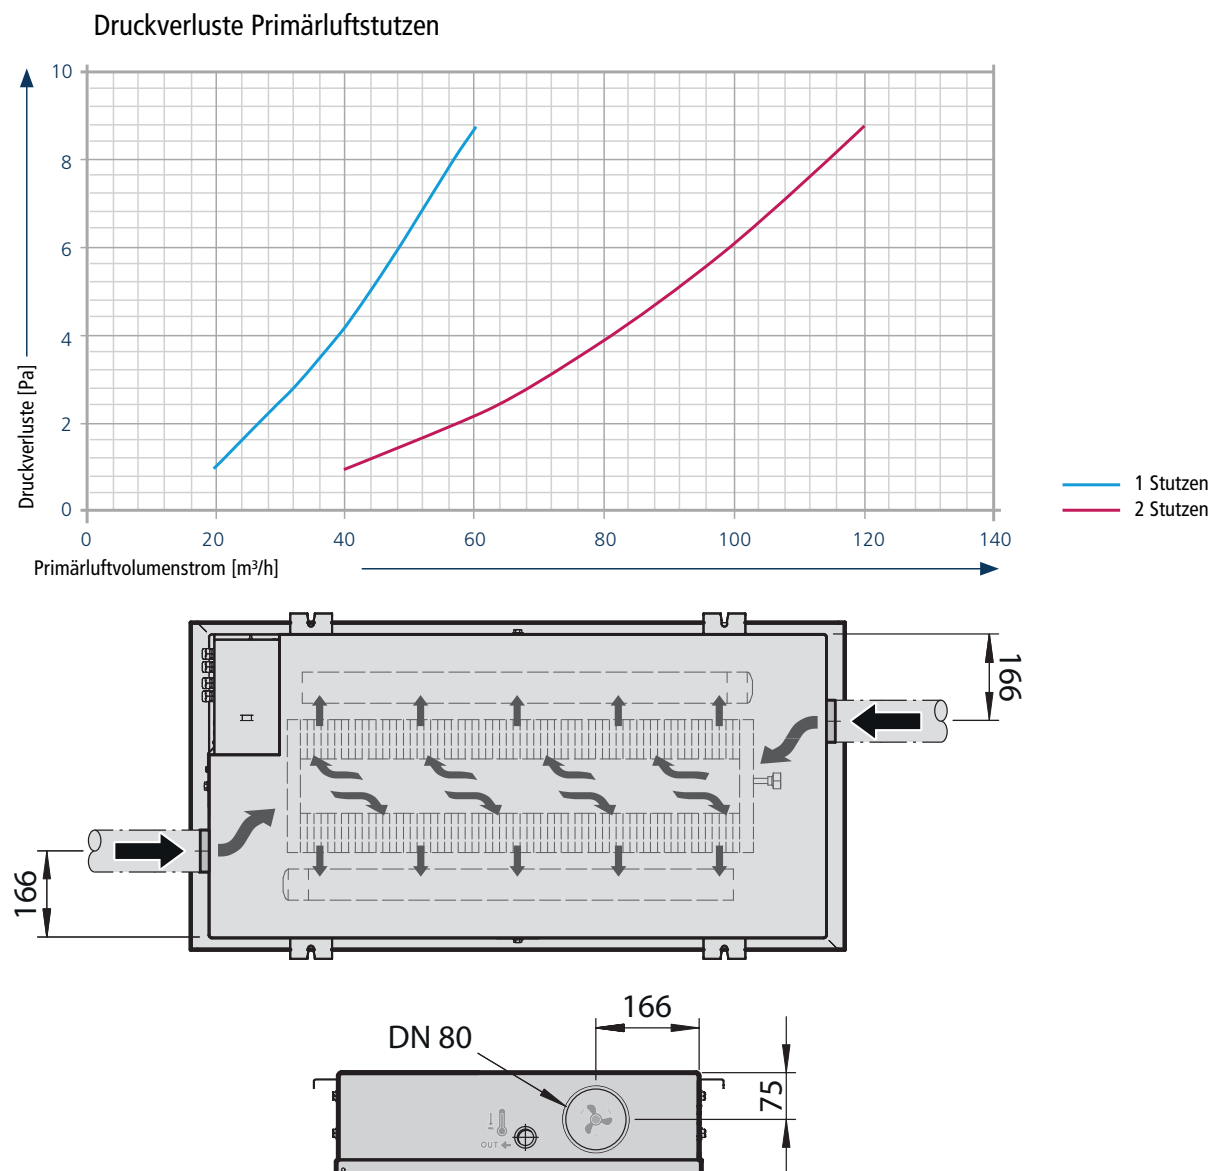 Druckverluste Primärluftstutzen
10
8
6
4
2
0
Druckverluste [Pa]
0 20 40 60 80 100 120 140
Primärluftvolumenstrom [m³/h]
1 Stutzen
2 Stutzen
166
166
166
DN 80
75
OUT